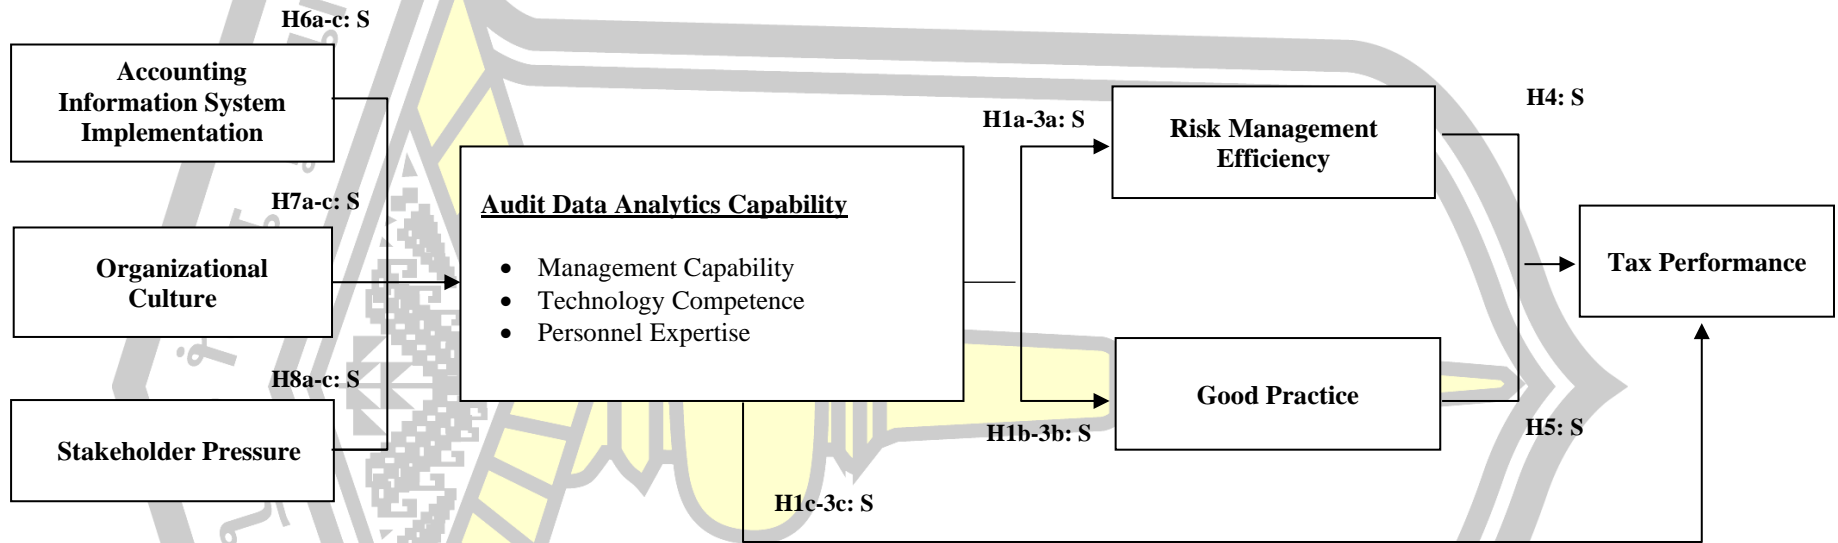 H6a-c: S
Accounting
Information System
Implementation
H7a-c: S
Organizational
Culture
H8a-c: S
Stakeholder Pressure
Audit Data Analytics Capability
• Management Capability
• Technology Competence
• Personnel Expertise
H1a-3a: S
Risk Management
Efficiency
H1b-3b: S
Good Practice
H1c-3c: S
H4: S
H5: S
Tax Performance